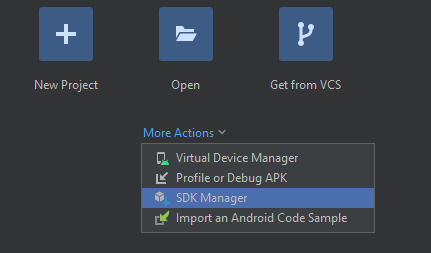 New Project
Open
Get from VCS
More Actions
Virtual Device Manager
Profile or Debug APK
SDK Manager
Import an Android Code Sample